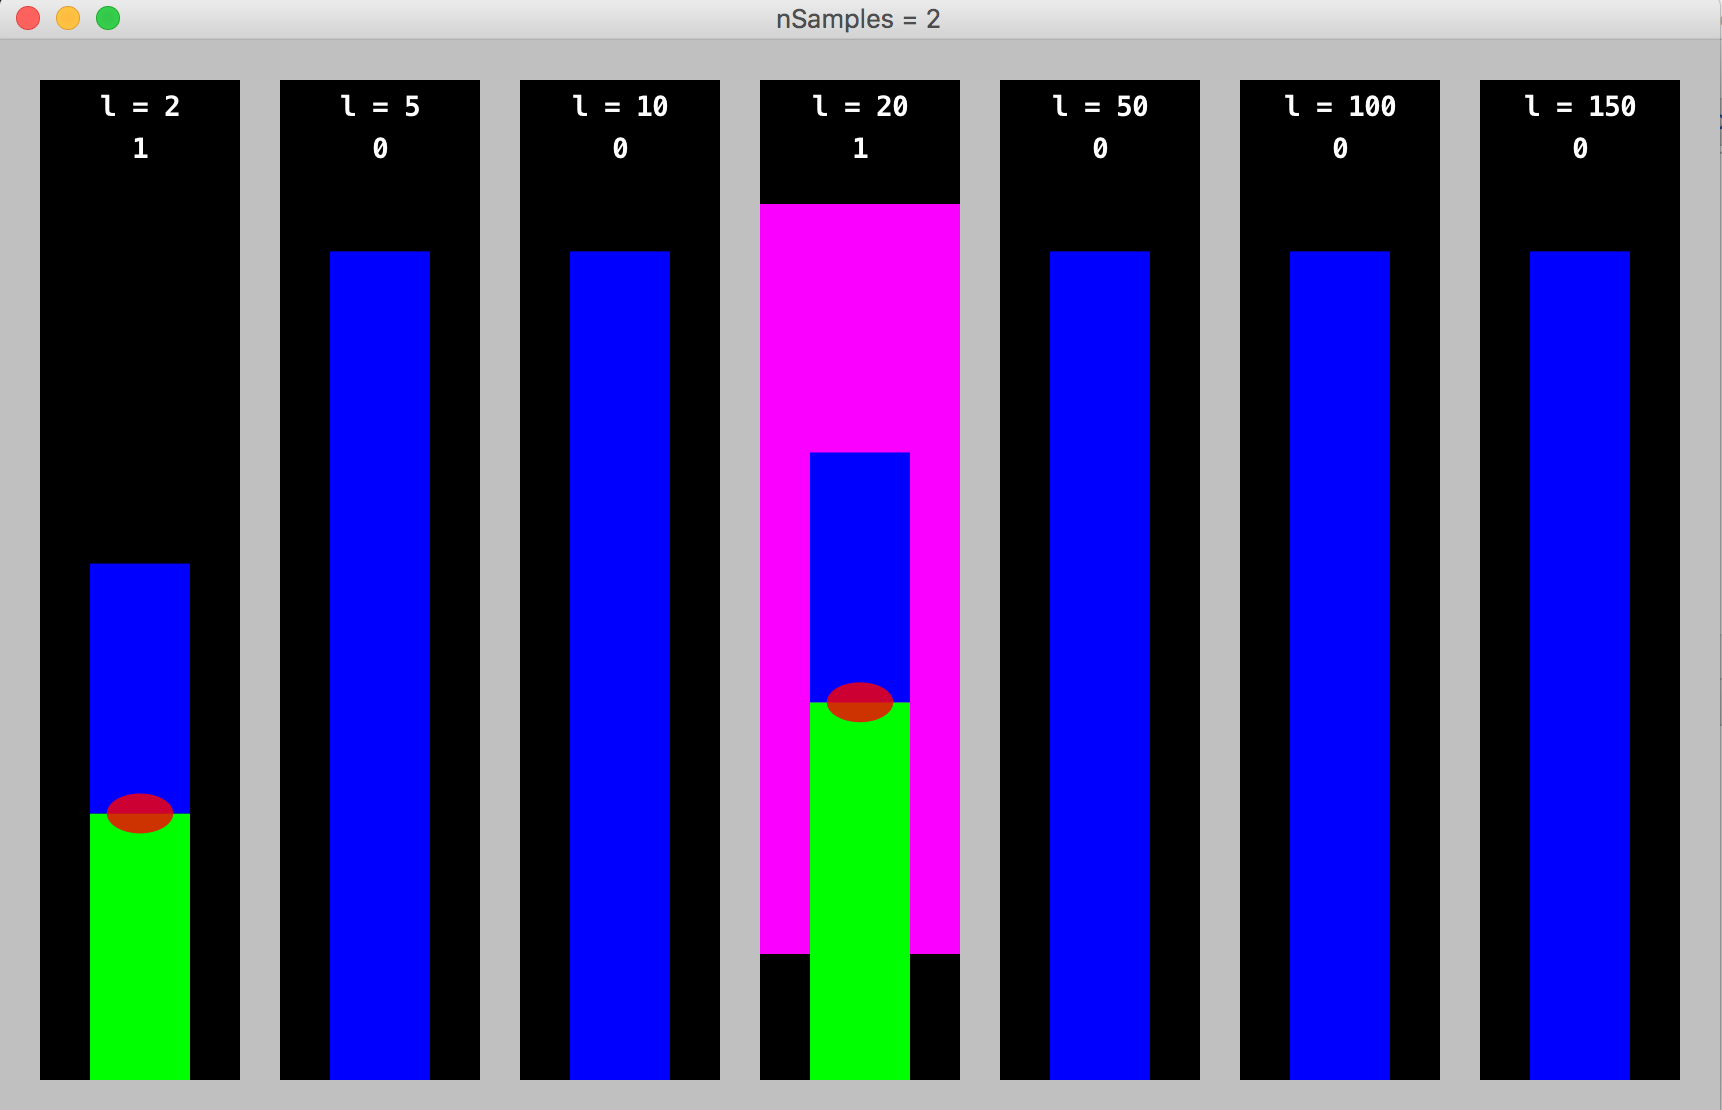 nSamples = 2
l = 2
1
l = 5
0
l = 10
0
l = 20
1
l = 50
0
l = 100
0
l = 150
0